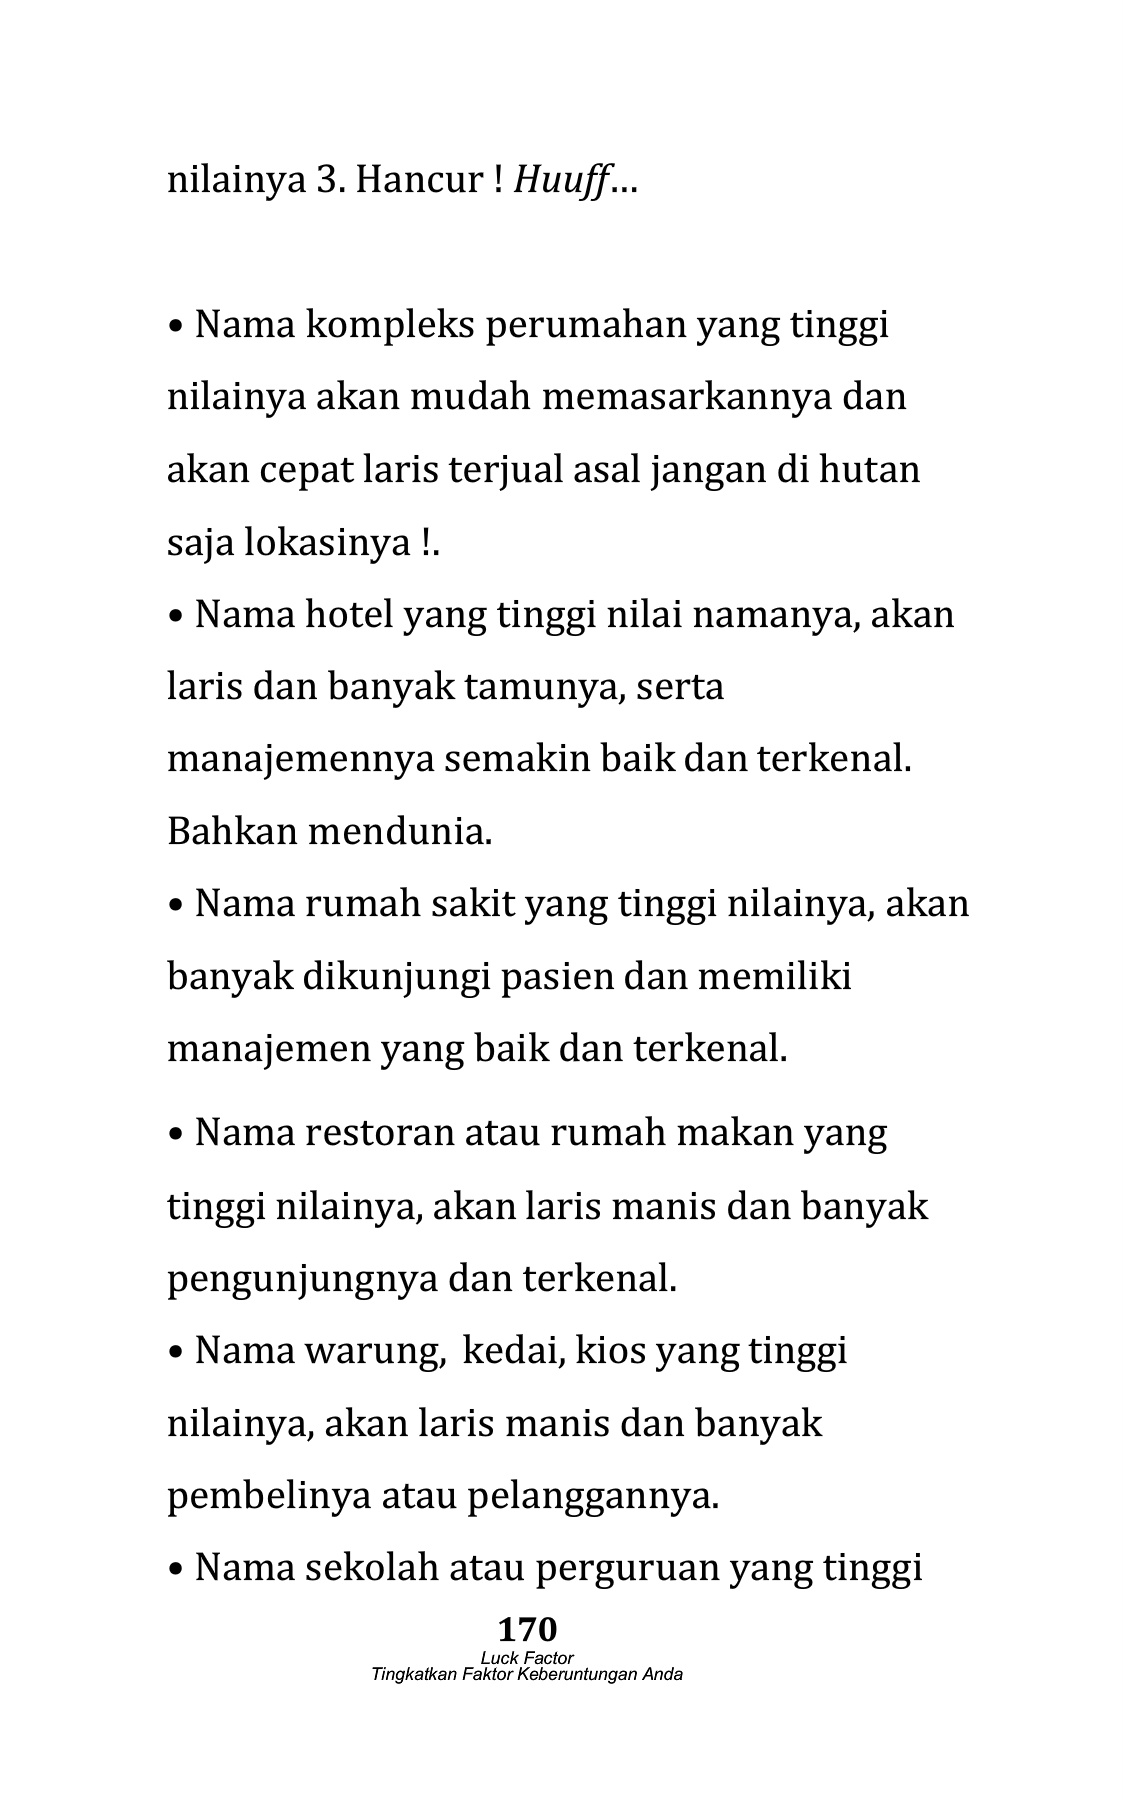 nilainya 3. Hancur ! Huuff...
• Nama kompleks perumahan yang tinggi
nilainya akan mudah memasarkannya dan
akan cepat laris terjual asal jangan di hutan
saja lokasinya !.
• Nama hotel yang tinggi nilai namanya, akan
laris dan banyak tamunya, serta
manajemennya semakin baik dan terkenal.
Bahkan mendunia.
• Nama rumah sakit yang tinggi nilainya, akan
banyak dikunjungi pasien dan memiliki
manajemen yang baik dan terkenal.
• Nama restoran atau rumah makan yang
tinggi nilainya, akan laris manis dan banyak
pengunjungnya dan terkenal.
• Nama warung,  kedai, kios yang tinggi
nilainya, akan laris manis dan banyak
pembelinya atau pelanggannya.
• Nama sekolah atau perguruan yang tinggi
170
Luck Factor
Tingkatkan Faktor Keberuntungan Anda